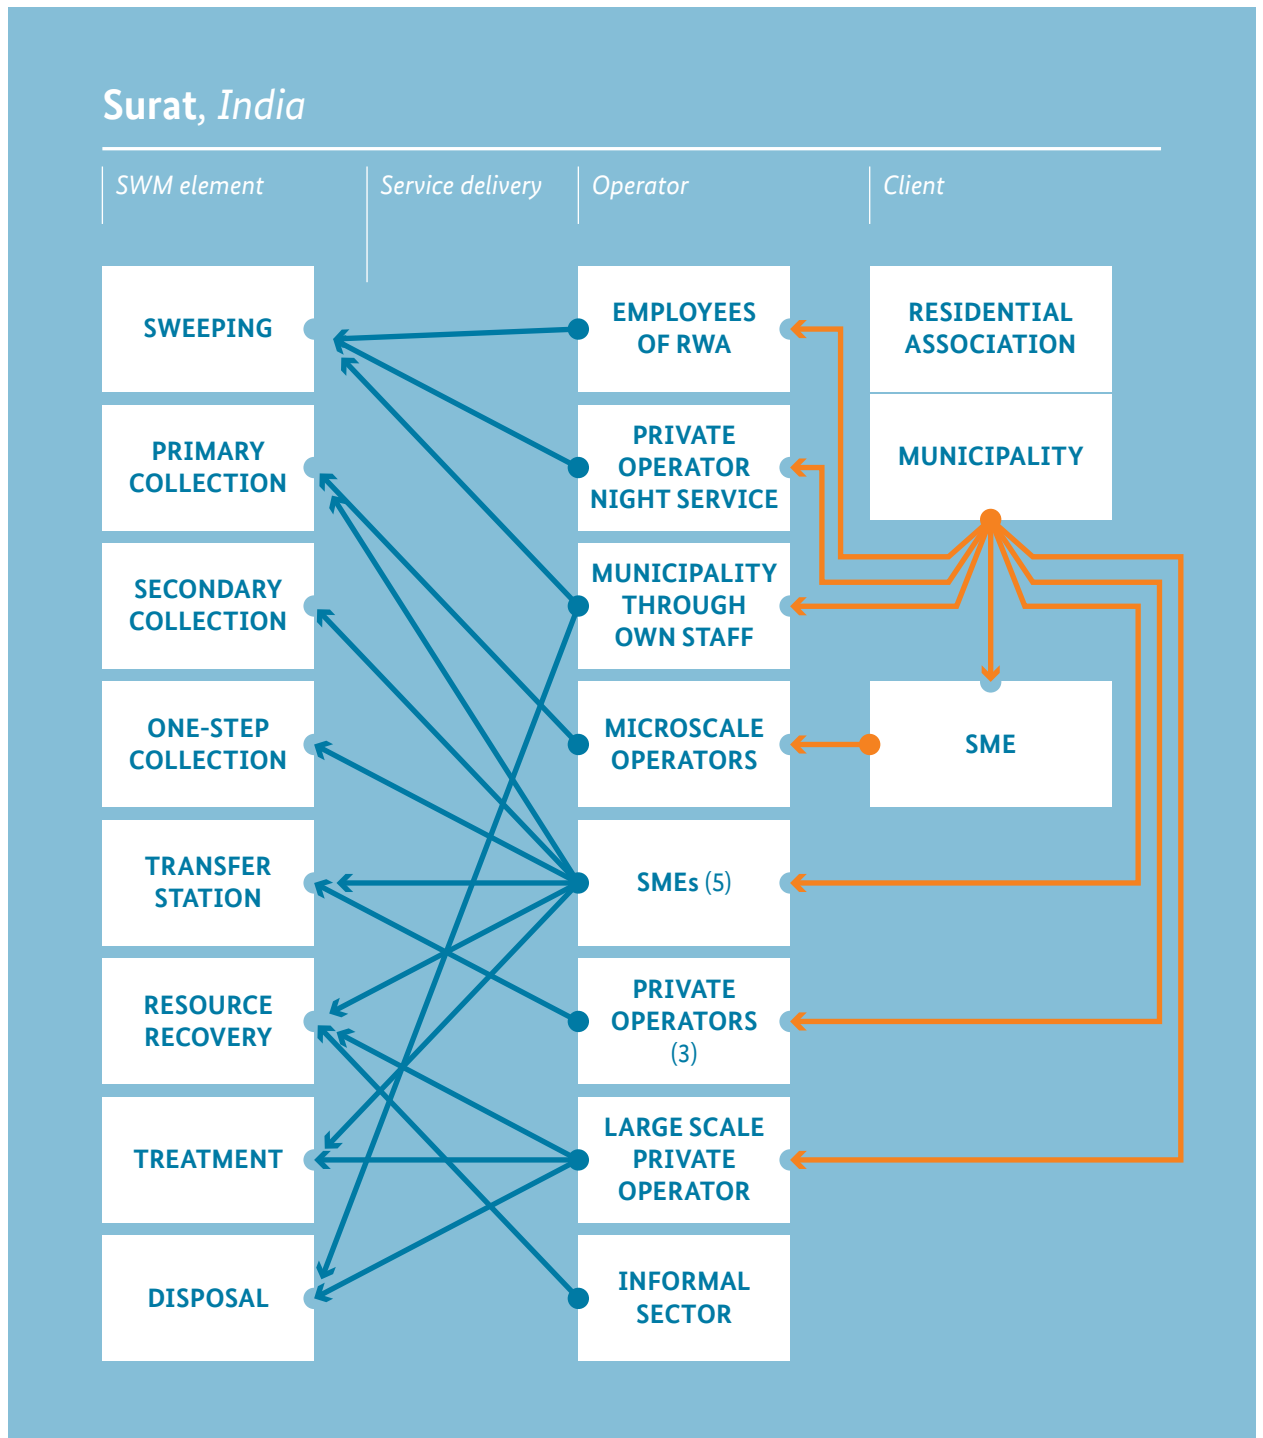 Surat, India
SWM element
Service delivery
Operator
Client
SWEEPING
EMPLOYEES
OF RWA
RESIDENTIAL
ASSOCIATION
PRIMARY
COLLECTION
PRIVATE
OPERATOR
NIGHT SERVICE
MUNICIPALITY
SECONDARY
COLLECTION
MUNICIPALITY
THROUGH
OWN STAFF
ONE-STEP
COLLECTION
MICROSCALE
OPERATORS
SME
TRANSFER
STATION
SMEs (5)
RESOURCE
RECOVERY
PRIVATE
OPERATORS
(3)
TREATMENT
LARGE SCALE
PRIVATE
OPERATOR
DISPOSAL
INFORMAL
SECTOR